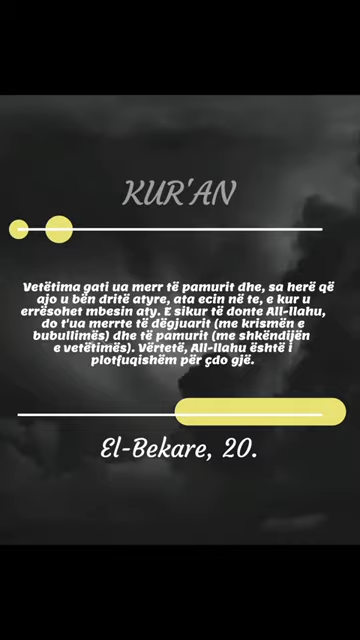 KUR'AN
Vetëtima gati ua merr të pamurit dhe, sa herë që
ajo u bën dritë atyre, ata ecin në te, e kur u
errësohet mbesin aty. E sikur të donte All-llahu,
do t'ua merrte të dëgjuarit (me krismën e
bubullimës) dhe të pamurit (me shkëndijën
e vetëtimës). Vërtetë, All-llahu është i
plotfuqishëm për çdo gjë.
El-Bekare, 20.